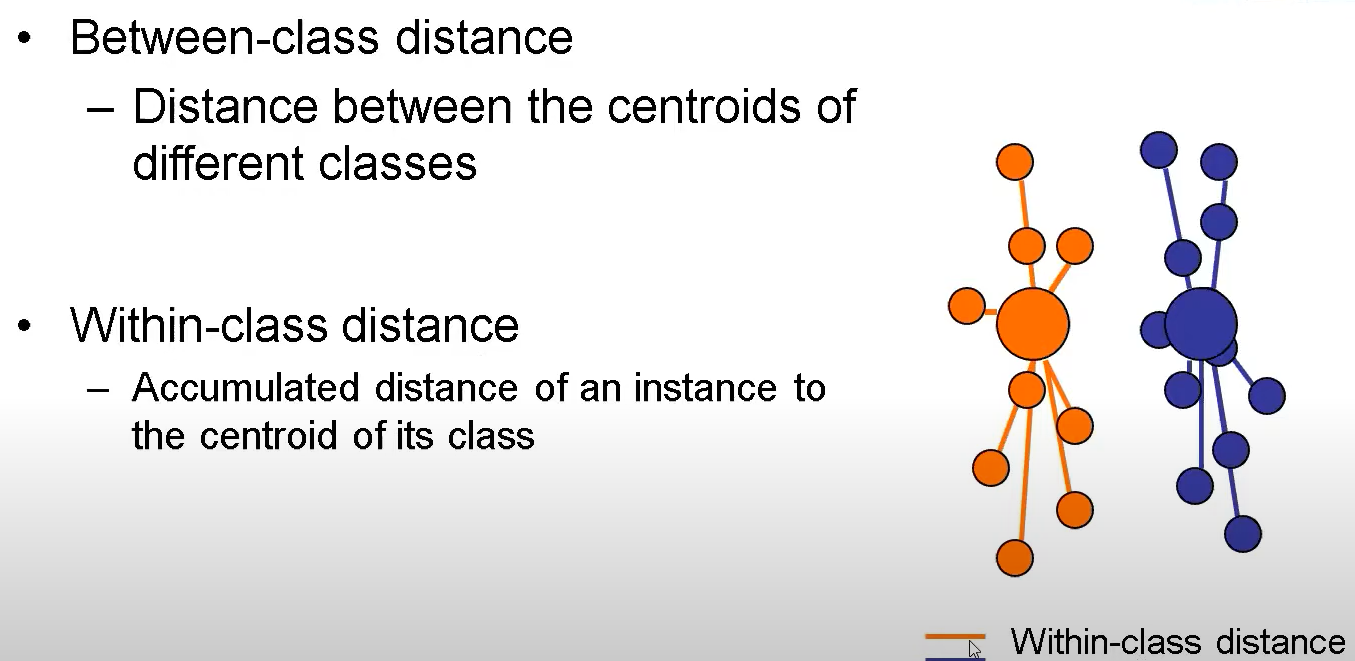 • Between-class distance
– Distance between the centroids of
different classes
• Within-class distance
– Accumulated distance of an instance to
the centroid of its class
Within-class distance